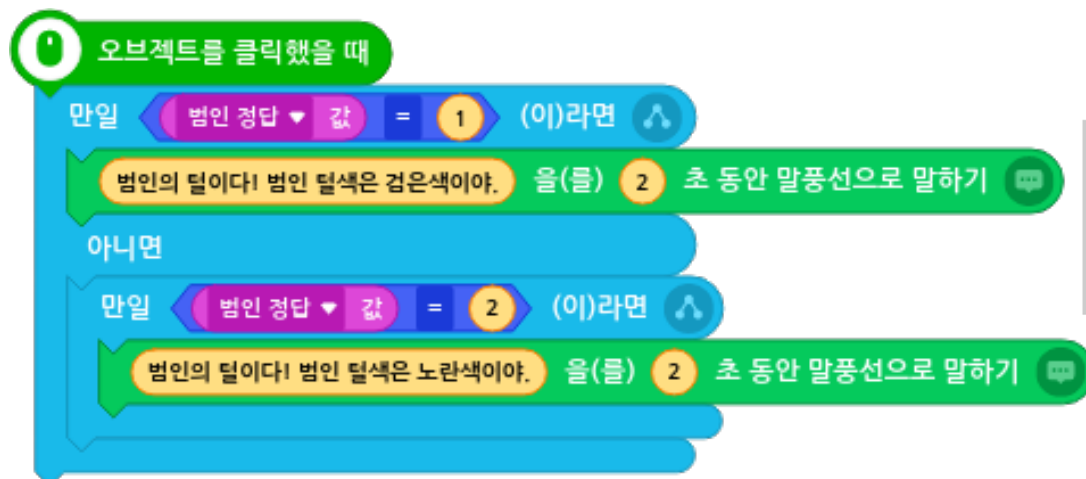 오브젝트를 클릭했을 때
만일 범인 정답 ▼ 값 = 1 (이)라면
범인의 털이다! 범인 털색은 검은색이야. 을(를) 2 초 동안 말풍선으로 말하기
아니면
만일 범인 정답 ▼ 값 = 2 (이)라면
범인의 털이다! 범인 털색은 노란색이야. 을(를) 2 초 동안 말풍선으로 말하기